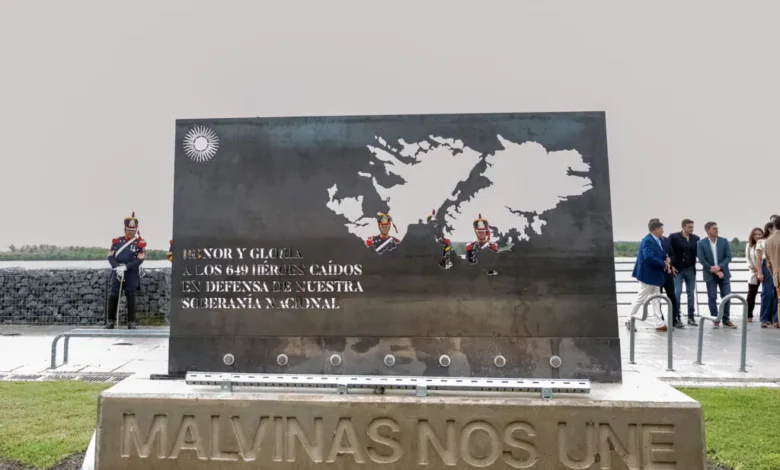 HONOR Y GLORIA
A LOS 649 HÉROES CAÍDOS
EN DEFENSA DE NUESTRA
SOBERANÍA NACIONAL
MALVINAS NOS UNE